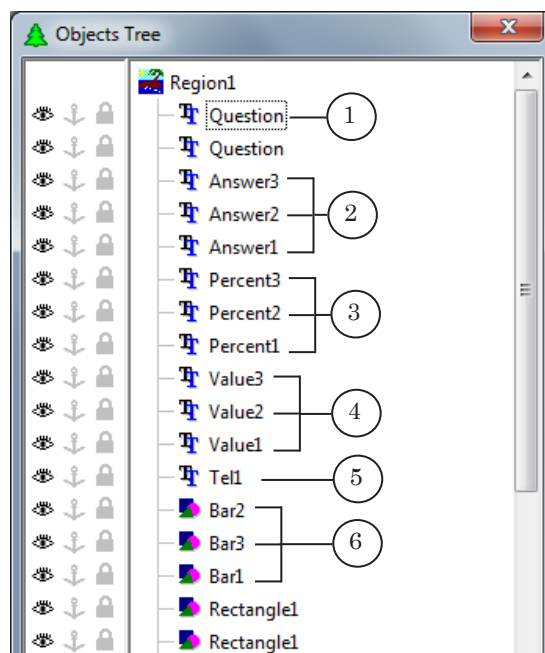 Objects Tree
Region1
Question 1
Question
Answer3
Answer2 2
Answer1
Percent3
Percent2 3
Percent1
Value3
Value2 4
Value1
Tel1 5
Bar2
Bar3 6
Bar1
Rectangle1
Rectangle1